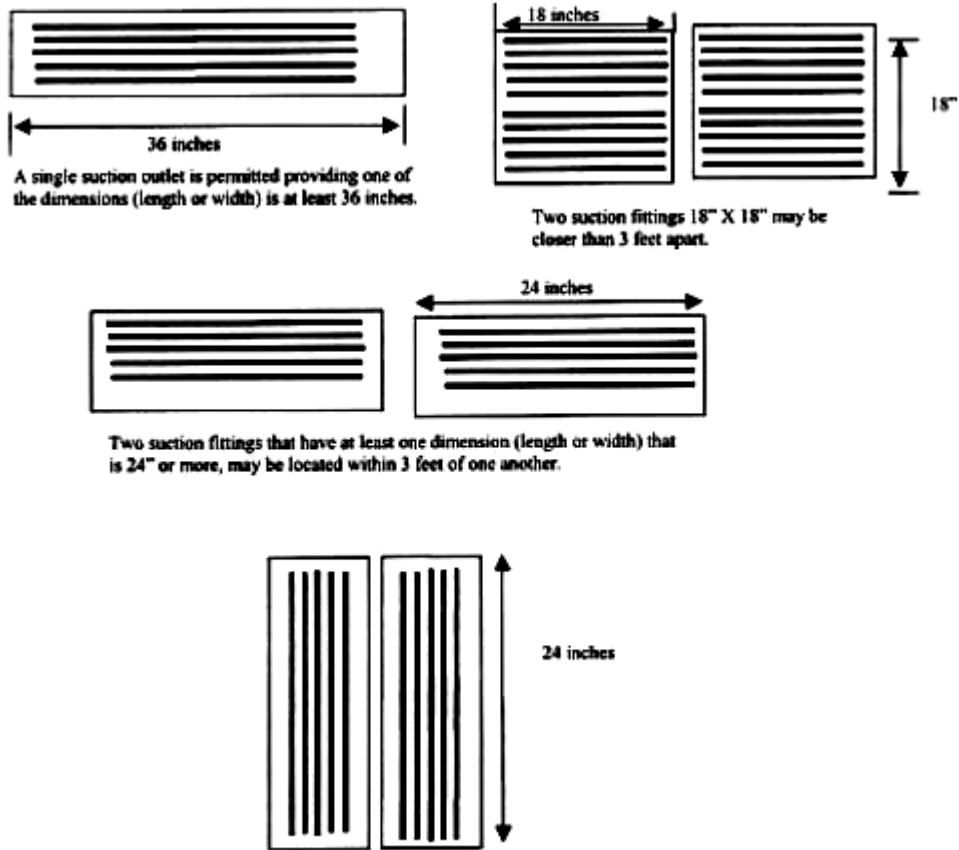 18 inches
18"
36 inches
A single suction outlet is permitted providing one of
the dimensions (length or width) is at least 36 inches.
Two suction fittings 18" X 18" may be
closer than 3 feet apart.
24 inches
Two suction fittings that have at least one dimension (length or width) that
is 24" or more, may be located within 3 feet of one another.
24 inches